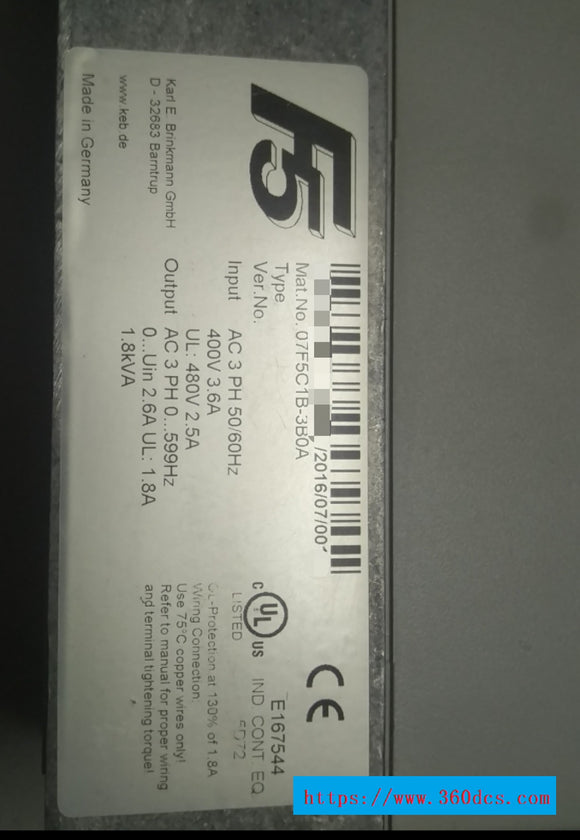 F5
/2016/07/00
Mat.No. 07F5C1B-3B0A
Type
Ver.No.
Input AC 3 PH 50/60Hz
400V 3.6A
UL: 480V 2.5A
Output AC 3 PH 0...599Hz
0...Uin 2.6A UL: 1.8A
1.8kVA
Karl E. Brinkmann GmbH
D - 32683 Barntrup
www.keb.de
Made in Germany
CE
E167544
C UL US IND. CONT. EQ
LISTED 5D72
OL-Protection at 130% of 1.8A
Wiring Connection:
Use 75°C copper wires only!
Refer to manual for proper wiring
and terminal tightening torque!
https://www.360dcs.com